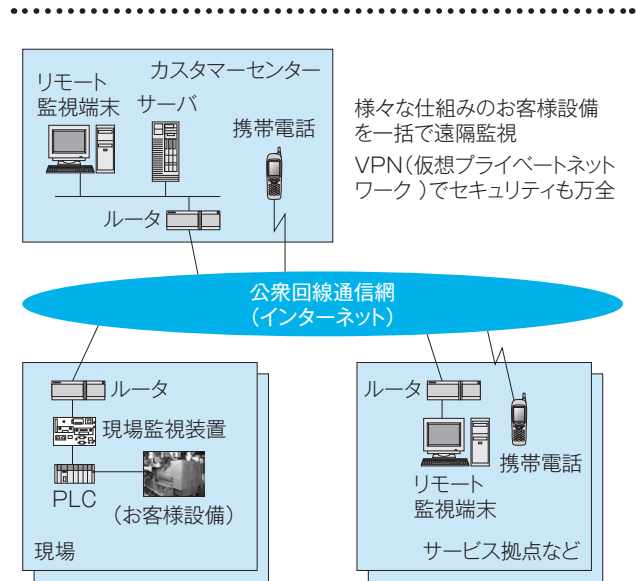 カスタマーセンター
リモート
監視端末
サーバ
携帯電話
ルータ
様々な仕組みのお客様設備
を一括で遠隔監視
VPN(仮想プライベートネット
ワーク )でセキュリティも万全
公衆回線通信網
(インターネット)
ルータ
現場監視装置
PLC
(お客様設備)
現場
ルータ
携帯電話
リモート
監視端末
サービス拠点など